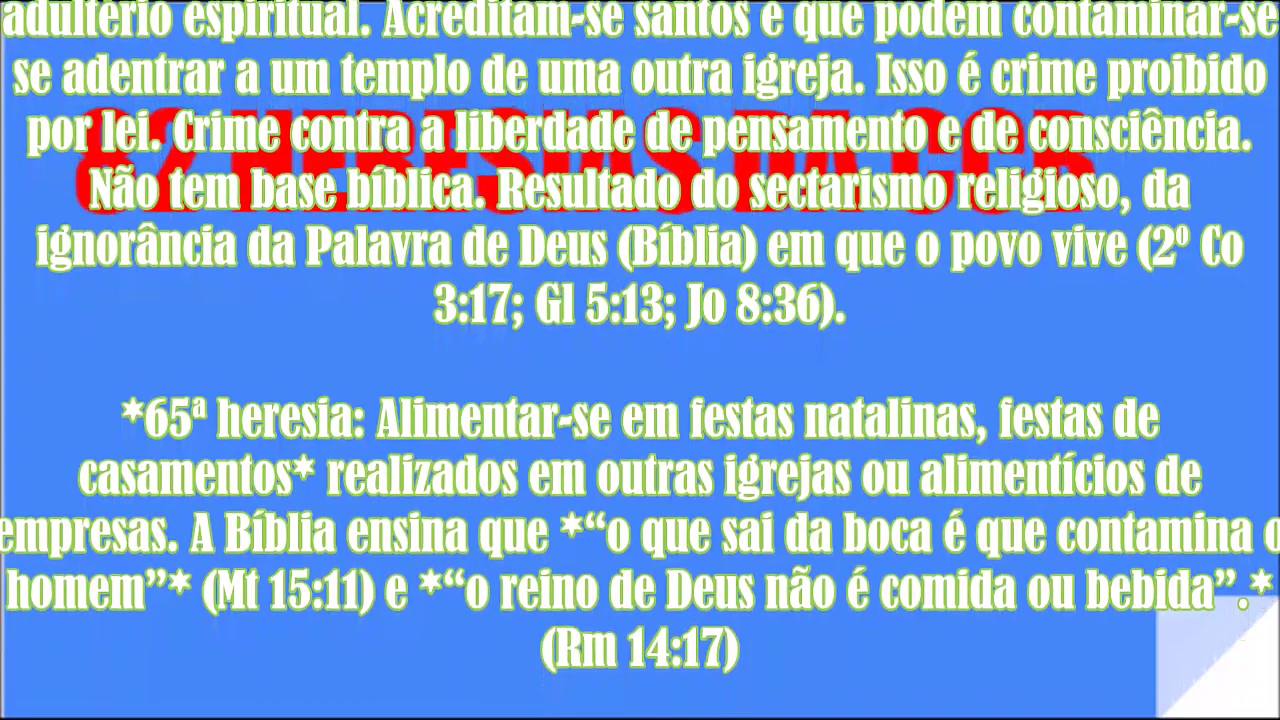 adultério espiritual. Acreditam-se santos e que podem contaminar-se
se adentrar a um templo de uma outra igreja. Isso é crime proibido
por lei. Crime contra a liberdade de pensamento e de consciência.
Não tem base bíblica. Resultado do sectarismo religioso, da
ignorância da Palavra de Deus (Bíblia) em que o povo vive (2º Co
3:17; Gl 5:13; Jo 8:36).
*65ª heresia: Alimentar-se em festas natalinas, festas de
casamentos* realizados em outras igrejas ou alimentícios de
empresas. A Bíblia ensina que *“o que sai da boca é que contamina o
homem”* (Mt 15:11) e *“o reino de Deus não é comida ou bebida” .*
(Rm 14:17)
82 HERESIAS DA CCB